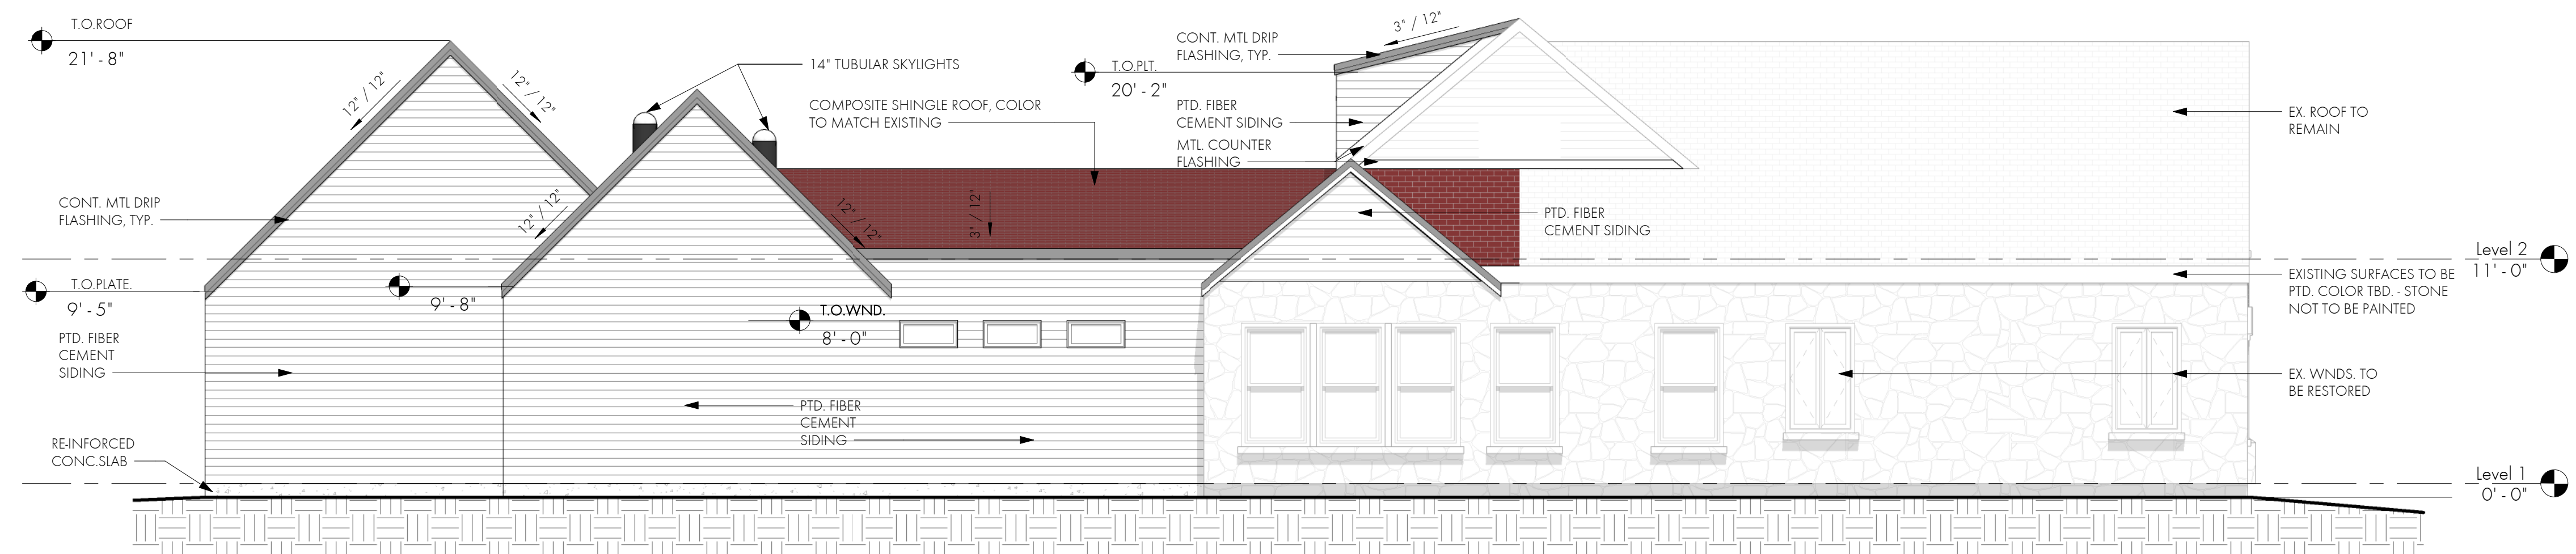 T.O.ROOF
21' - 8"
12" / 12"
12" / 12"
CONT. MTL DRIP
FLASHING, TYP.
T.O.PLATE.
9' - 5"
PTD. FIBER
CEMENT
SIDING
RE-INFORCED
CONC.SLAB
9' - 8"
12" / 12"
14" TUBULAR SKYLIGHTS
COMPOSITE SHINGLE ROOF, COLOR
TO MATCH EXISTING
12" / 12"
3" / 12"
T.O.WND.
8' - 0"
PTD. FIBER
CEMENT
SIDING
CONT. MTL DRIP
FLASHING, TYP.
3" / 12"
T.O.PLT.
20' - 2"
PTD. FIBER
CEMENT SIDING
MTL. COUNTER
FLASHING
PTD. FIBER
CEMENT SIDING
EX. ROOF TO
REMAIN
Level 2
11' - 0"
EXISTING SURFACES TO BE
PTD. COLOR TBD. - STONE
NOT TO BE PAINTED
EX. WNDS. TO
BE RESTORED
Level 1
0' - 0"